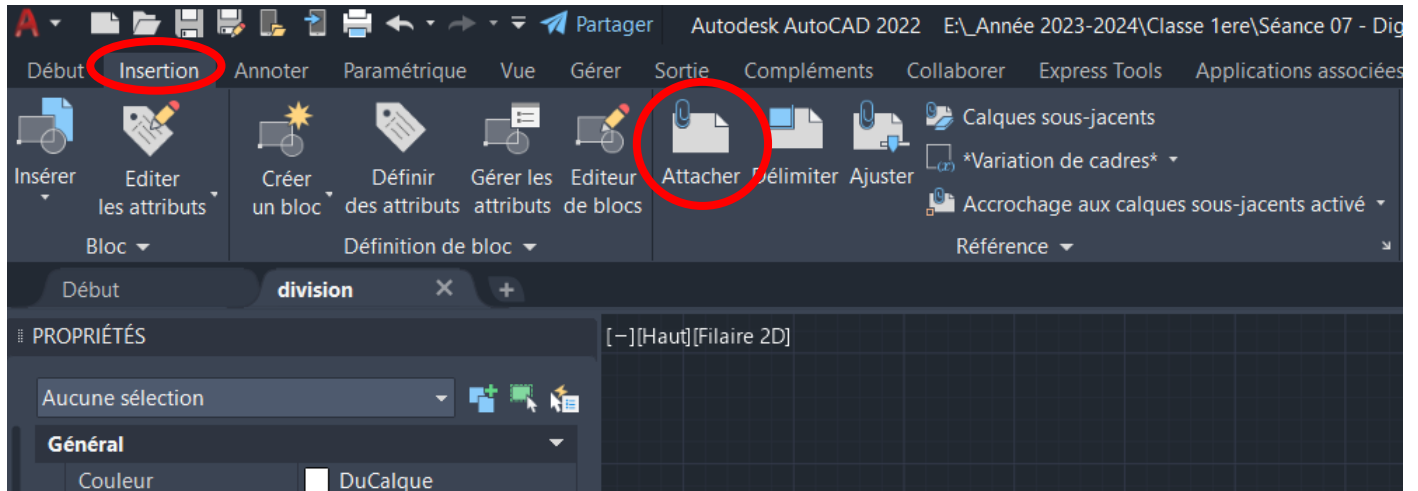 Partager Autodesk AutoCAD 2022 E:\_Année 2023-2024\Classe 1ere\Séance 07 - Dig
Début Insertion Annoter Paramétrique Vue Gérer Sortie Compléments Collaborer Express Tools Applications associées
Insérer
Editer
les attributs
Créer
un bloc
Définir
des attributs
Gérer les
attributs
Editeur
de blocs
Attacher
Délimiter
Ajuster
Calques sous-jacents
*Variation de cadres*
Accrochage aux calques sous-jacents activé
Bloc
Définition de bloc
Référence
Début
division
PROPRIÉTÉS
[−][Haut][Filaire 2D]
Aucune sélection
Général
Couleur DuCalque